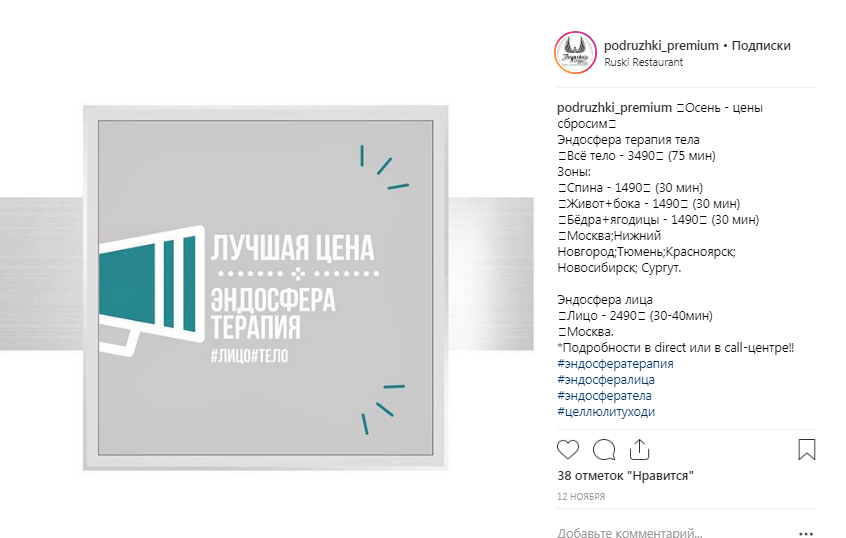 ЛУЧШАЯ ЦЕНА
ЭНДОСФЕРА
ТЕРАПИЯ
#ЛИЦО#ТЕЛО
podruzhki_premium • Подписки
Ruski Restaurant
podruzhki_premium □Осень - цены
сбросим□
Эндосфера терапия тела
□Всё тело - 3490□ (75 мин)
Зоны:
□Спина - 1490□ (30 мин)
□Живот+бока - 1490□ (30 мин)
□Бёдра+ягодицы - 1490□ (30 мин)
□Москва;Нижний
Новгород;Тюмень;Красноярск;
Новосибирск; Сургут.
Эндосфера лица
□Лицо - 2490□ (30-40мин)
□Москва.
*Подробности в direct или в call-центре!!
#эндосфератерапия
#эндосфералица
#эндосфератела
#целлюлитуходи
38 отметок "Нравится"
12 НОЯБРЯ
Добавьте комментарий...